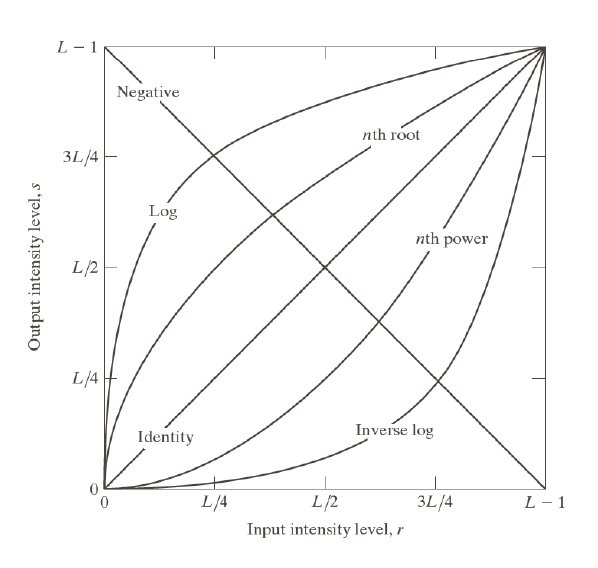 L − 1
Negative
nth root
3L/4
Log
nth power
L/2
Output intensity level, s
L/4
Inverse log
Identity
0
0
L/4
L/2
3L/4
L − 1
Input intensity level, r